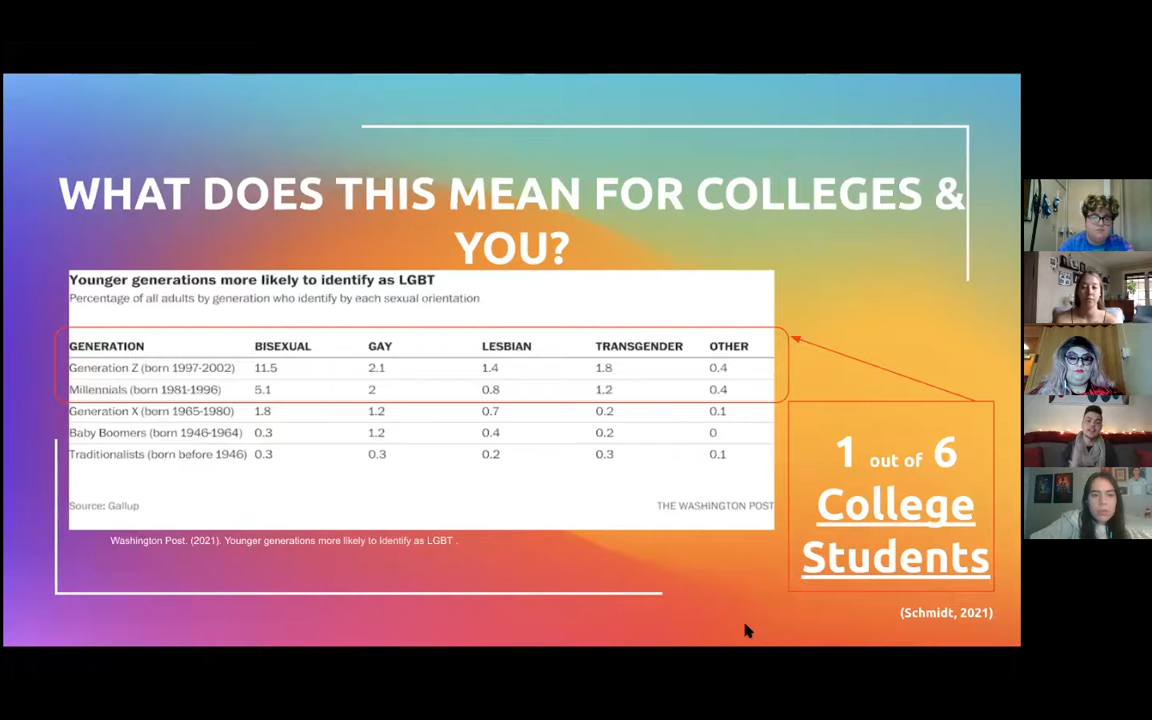 WHAT DOES THIS MEAN FOR COLLEGES &
YOU?
Younger generations more likely to identify as LGBT
Percentage of all adults by generation who identify by each sexual orientation
GENERATION BISEXUAL GAY LESBIAN TRANSGENDER OTHER
Generation Z (born 1997-2002) 11.5 2.1 1.4 1.8 0.4
Millennials (born 1981-1996) 5.1 2 0.8 1.2 0.4
Generation X (born 1965-1980) 1.8 1.2 0.7 0.2 0.1
Baby Boomers (born 1946-1964) 0.3 1.2 0.4 0.2 0
Traditionalists (born before 1946) 0.3 0.3 0.2 0.3 0.1
Source: Gallup THE WASHINGTON POST
Washington Post. (2021). Younger generations more likely to Identify as LGBT .
1 out of 6
College
Students
(Schmidt, 2021)